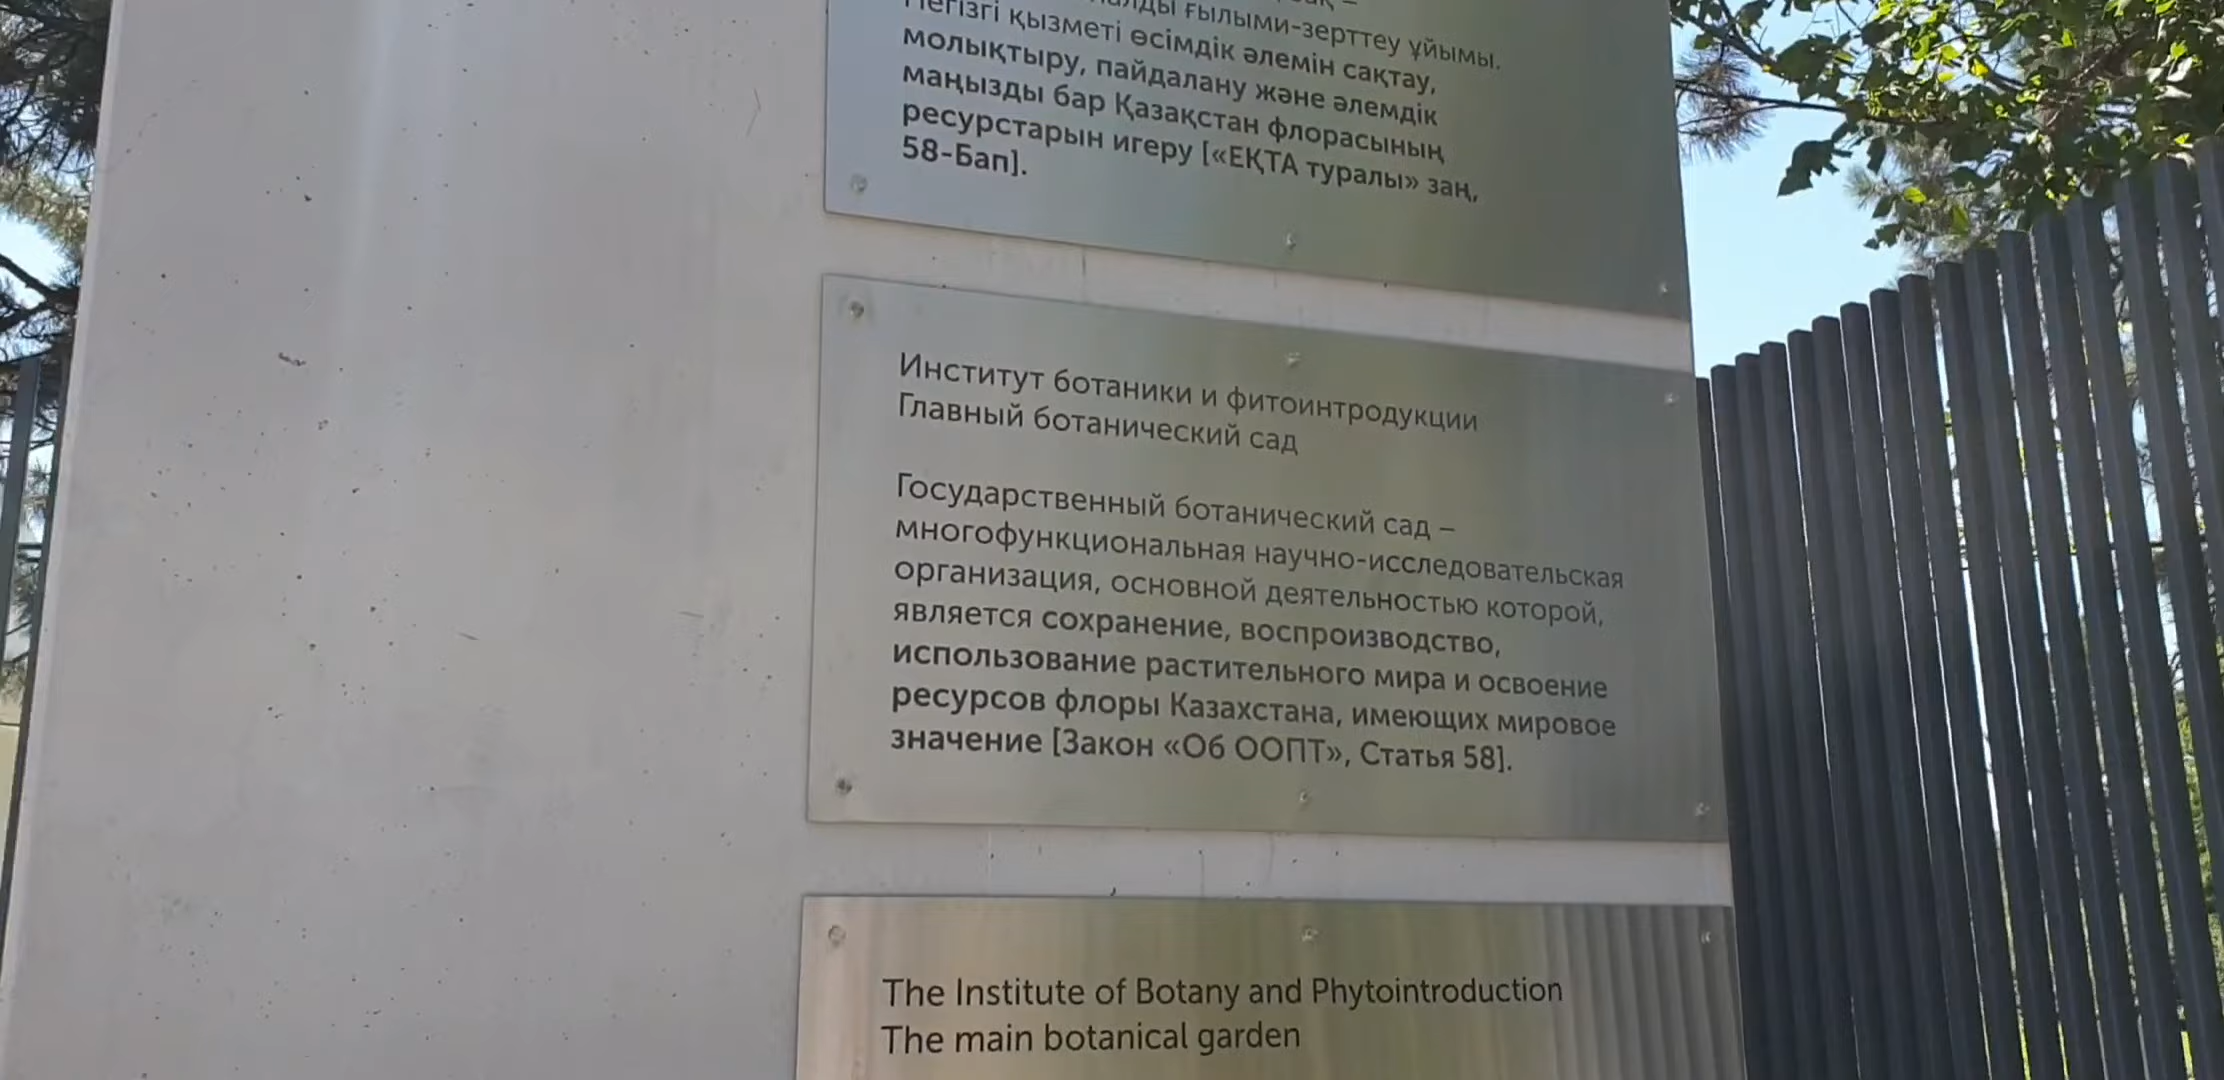 ғылыми-зерттеу ұйымы.
Негізгі қызметі өсімдік әлемін сақтау,
молықтыру, пайдалану және әлемдік
маңызды бар Қазақстан флорасының
ресурстарын игеру [«ЕҚТА туралы» заң,
58-Бап].
Институт ботаники и фитоинтродукции
Главный ботанический сад
Государственный ботанический сад –
многофункциональная научно-исследовательская
организация, основной деятельностью которой,
является сохранение, воспроизводство,
использование растительного мира и освоение
ресурсов флоры Казахстана, имеющих мировое
значение [Закон «Об ООПТ», Статья 58].
The Institute of Botany and Phytointroduction
The main botanical garden